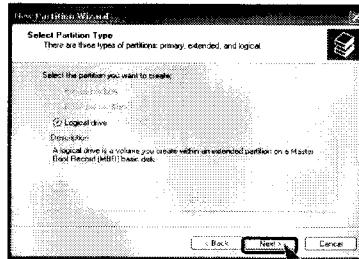 New Partition Wizard
Select Partition Type
There are three types of partitions: primary, extended, and logical
Select the partition you want to create:
Logical drive
Description
A logical drive is a volume you create within an extended partition on a Master
Boot Record (MBR) basic disk.
< Back Next > Cancel